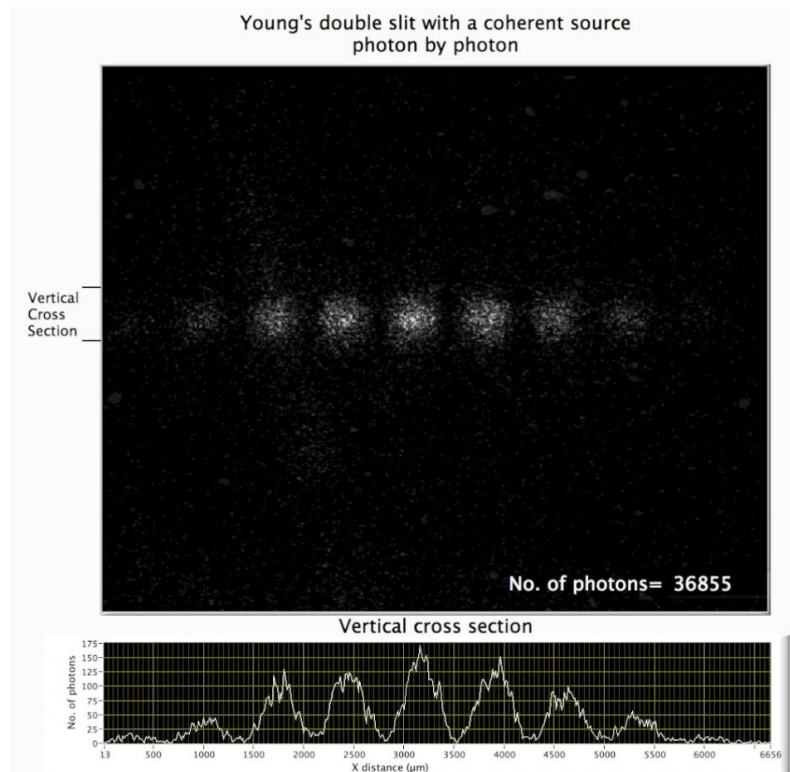 Young's double slit with a coherent source
photon by photon
Vertical
Cross
Section
No. of photons= 36855
Vertical cross section
No. of photons
175
150
125
100
75
50
25
0
13 500 1000 1500 2000 2500 3000 3500 4000 4500 5000 5500 6000 6656
X distance (µm)